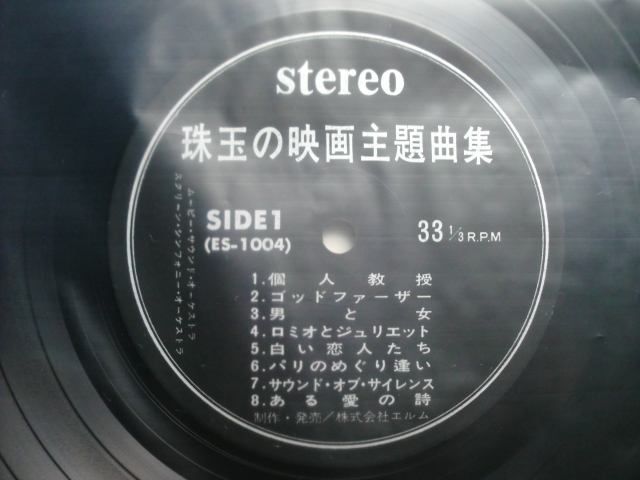 stereo
珠玉の映画主題曲集
ムービー・サウンド・オーケストラ
スクリーン・シンフォニー・オーケストラ
SIDE1
(ES-1004)
33 1/3 R.P.M
1.個人教授
2.ゴッドファーザー
3.男と女
4.ロミオとジュリエット
5.白い恋人たち
6.パリのめぐり逢い
7.サウンド・オブ・サイレンス
8.ある愛の詩
制作・発売/株式会社エルム